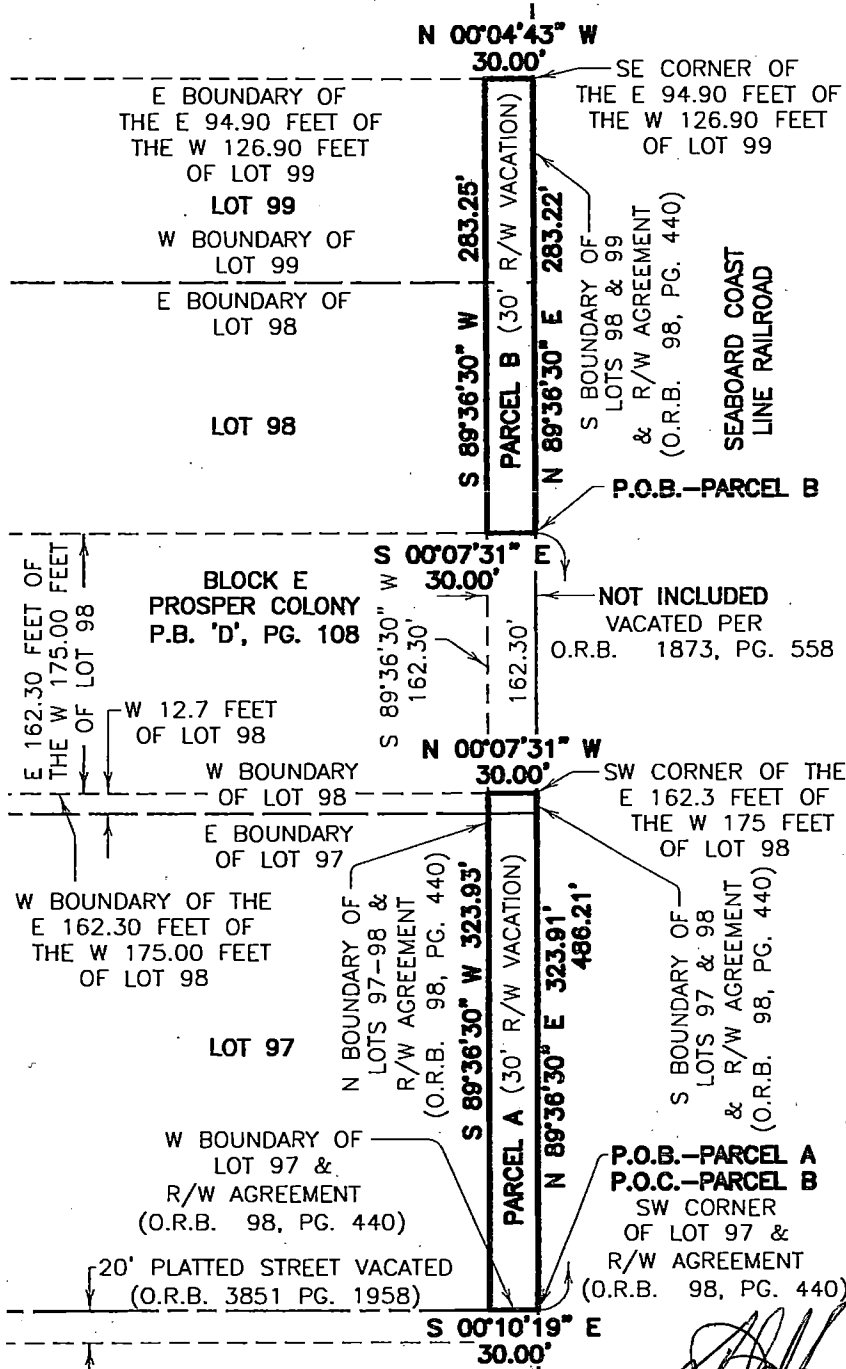 N 00°04'43" W
30.00'
SE CORNER OF
THE E 94.90 FEET OF
THE W 126.90 FEET
OF LOT 99
E BOUNDARY OF
THE E 94.90 FEET OF
THE W 126.90 FEET
OF LOT 99
LOT 99
W BOUNDARY OF
LOT 99
E BOUNDARY OF
LOT 98
LOT 98
S 89°36'30" W 283.25'
PARCEL B (30' R/W VACATION)
N 89°36'30" E 283.22'
S BOUNDARY OF
LOTS 98 & 99
& R/W AGREEMENT
(O.R.B. 98, PG. 440)
SEABOARD COAST
LINE RAILROAD
P.O.B.-PARCEL B
S 00°07'31" E
30.00'
E 162.30 FEET OF
THE W 175.00 FEET
OF LOT 98
BLOCK E
PROSPER COLONY
P.B. 'D', PG. 108
S 89°36'30" W
162.30'
162.30'
NOT INCLUDED
VACATED PER
O.R.B. 1873, PG. 558
W 12.7 FEET
OF LOT 98
N 00°07'31" W
30.00'
W BOUNDARY
OF LOT 98
E BOUNDARY
OF LOT 97
SW CORNER OF THE
E 162.3 FEET OF
THE W 175 FEET
OF LOT 98
W BOUNDARY OF THE
E 162.30 FEET OF
THE W 175.00 FEET
OF LOT 98
LOT 97
N BOUNDARY OF
LOTS 97-98 &
R/W AGREEMENT
(O.R.B. 98, PG. 440)
S 89°36'30" W 323.93'
PARCEL A (30' R/W VACATION)
N 89°36'30" E 323.91'
486.21'
S BOUNDARY OF
LOTS 97 & 98
& R/W AGREEMENT
(O.R.B. 98, PG. 440)
W BOUNDARY OF
LOT 97 &
R/W AGREEMENT
(O.R.B. 98, PG. 440)
P.O.B.-PARCEL A
P.O.C.-PARCEL B
SW CORNER
OF LOT 97 &
R/W AGREEMENT
(O.R.B. 98, PG. 440)
20' PLATTED STREET VACATED
(O.R.B. 3851 PG. 1958)
S 00°10'19" E
30.00'